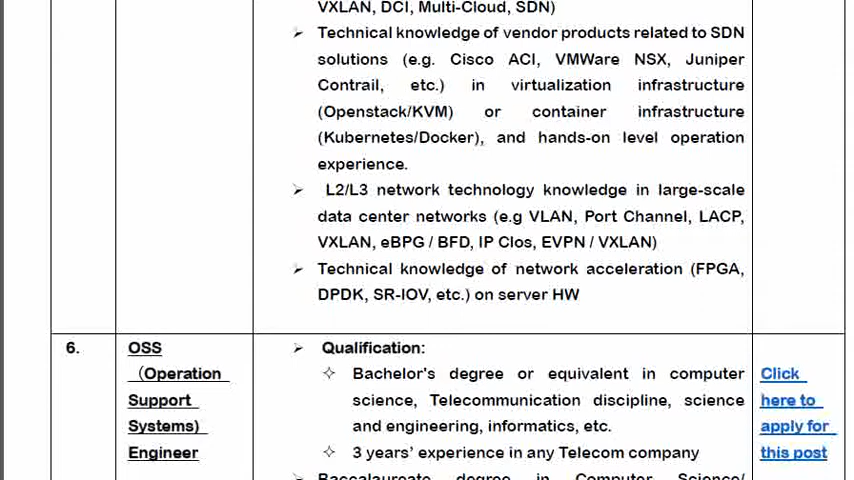 VXLAN, DCI, Multi-Cloud, SDN)
➢ Technical knowledge of vendor products related to SDN
solutions (e.g. Cisco ACI, VMWare NSX, Juniper
Contrail, etc.) in virtualization infrastructure
(Openstack/KVM) or container infrastructure
(Kubernetes/Docker), and hands-on level operation
experience.
➢ L2/L3 network technology knowledge in large-scale
data center networks (e.g VLAN, Port Channel, LACP,
VXLAN, eBPG / BFD, IP Clos, EVPN / VXLAN)
➢ Technical knowledge of network acceleration (FPGA,
DPDK, SR-IOV, etc.) on server HW
6.
OSS
(Operation
Support
Systems)
Engineer
➢ Qualification:
✧ Bachelor's degree or equivalent in computer
science, Telecommunication discipline, science
and engineering, informatics, etc.
✧ 3 years' experience in any Telecom company
➢ Baccalaureate degree in Computer Science/
Click
here to
apply for
this post